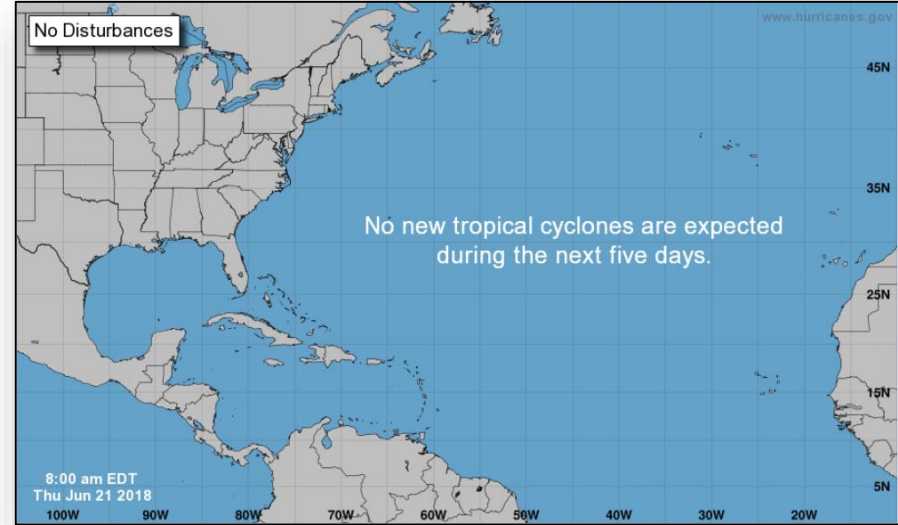 No Disturbances
www.hurricanes.gov
45N
35N
No new tropical cyclones are expected
during the next five days.
25N
15N
8:00 am EDT
Thu Jun 21 2018
5N
100W 90W 80W 70W 60W 50W 40W 30W 20W